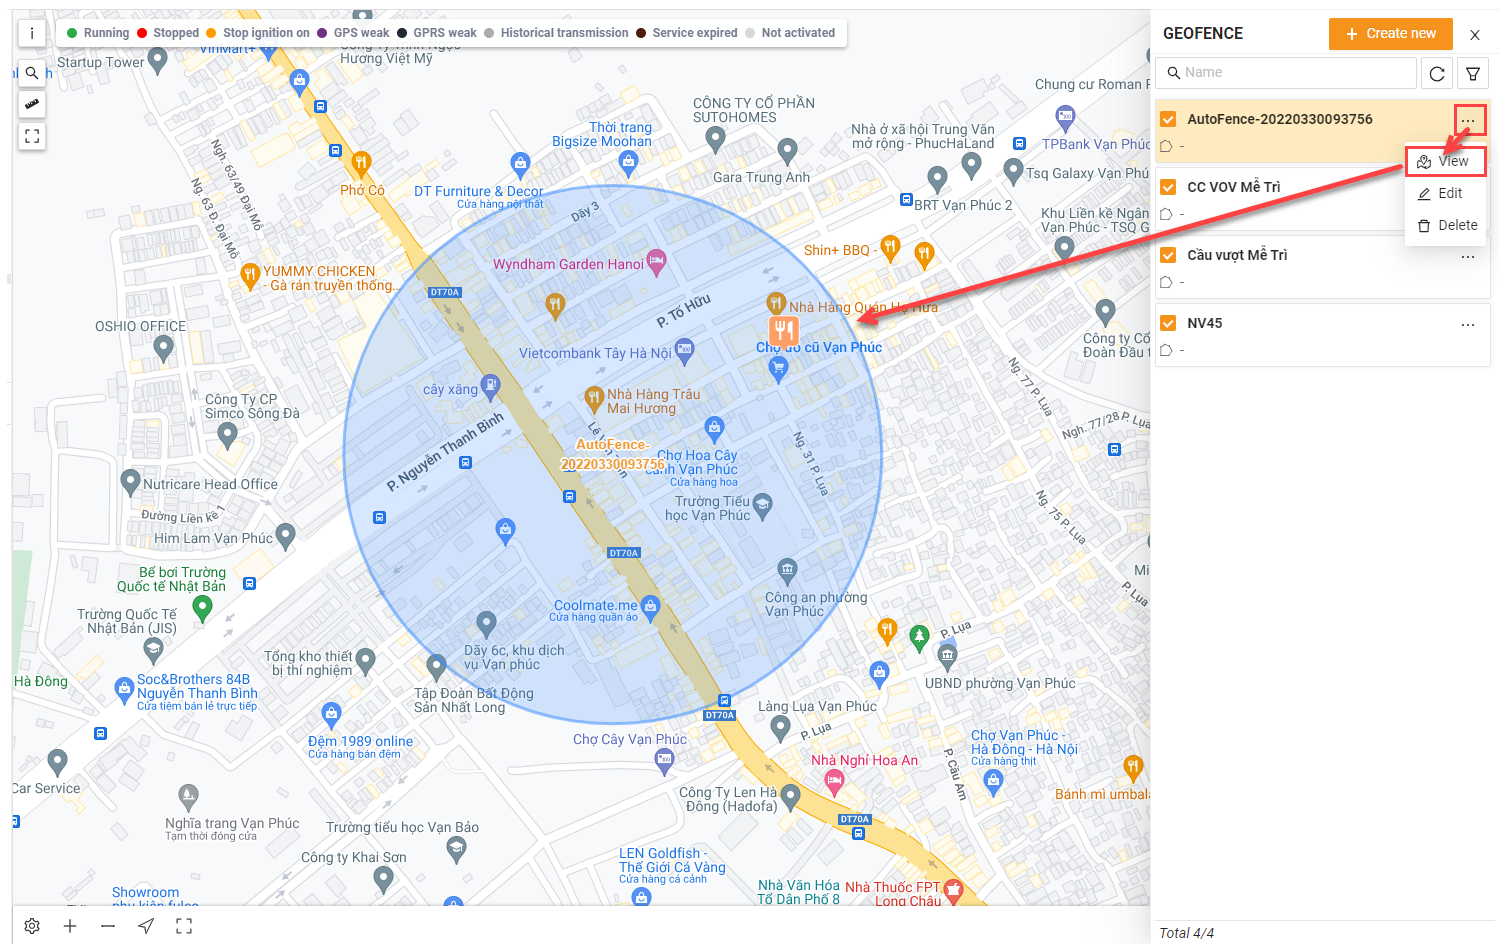 i
Running
Stopped
Stop ignition on
GPS weak
GPRS weak
Historical transmission
Service expired
Not activated
GEOFENCE
Create new
Name
AutoFence-20220330093756
-
View
Edit
Delete
CC VOV Mễ Trì
-
Cầu vượt Mễ Trì
-
NV45
-
Total 4/4
VinMart+
Startup Tower
Hương Việt Mỹ
Chung cư Roman
TPBank Vạn Phúc
CÔNG TY CỔ PHẦN
SUTOHOMES
Thời trang
Bigsize Moohan
Nhà ở xã hội Trung Văn
mở rộng - PhucHaLand
Gara Trung Anh
Tsq Galaxy Vạn Phú
Ngh. 63/49 Đại Mỗ
Ng. 63 Đ. Đại Mỗ
Phở Cồ
DT Furniture & Decor
Cửa hàng nội thất
Dãy 3
BRT Vạn Phúc 2
Khu Liền kề Ngân
Phúc - TSQ G
Shin+ BBQ -
Wyndham Garden Hanoi
YUMMY CHICKEN
- Gà rán truyền thống...
DT70A
P. Tố Hữu
Nhà Hàng Quán Hạ Hứa
OSHIO OFFICE
Chợ đồ cũ Vạn Phúc
Vietcombank Tây Hà Nội
Công ty Cổ
Đoàn Đầu t
cây xăng
Nhà Hàng Trâu
Mai Hương
Ng. 77 P. Lụa
Công Ty CP
Simco Sông Đà
P. Nguyễn Thanh Bình
Ngh. 77/28 P. Lụa
AutoFence-
20220330093756
Chợ Hoa Cây
cảnh Vạn Phúc
Cửa hàng hoa
Ng. 31 P. Lụa
Nutricare Head Office
Trường Tiểu
học Vạn Phúc
Ng. 75 P. Lụa
Đường Liền kề 1
Him Lam Vạn Phúc
DT70A
Bể bơi Trường
Quốc tế Nhật Bản
Công an phường
Vạn Phúc
P. Lụa
Coolmate.me
Cửa hàng quần áo
Trường Quốc Tế
Nhật Bản (JIS)
P. Lụa
Dãy 6c, khu dịch
vụ Vạn phúc
Tổng kho thiết
bị thí nghiệm
Hà Đông
Soc&Brothers 84B
Nguyễn Thanh Bình
Cửa tiệm bán lẻ trực tiếp
Tập Đoàn Bất Động
Sản Nhất Long
UBND phường Vạn Phúc
DT70A
Làng Lụa Vạn Phúc
P. Lụa
Đệm 1989 online
Cửa hàng bán đệm
Chợ Cây Vạn Phúc
Chợ Vạn Phúc -
Hà Đông - Hà Nội
Cửa hàng thịt
P. Cầu Am
Nhà Nghỉ Hoa An
Car Service
Công Ty Len Hà
Đông (Hadofa)
Bánh mì umbala
Nghĩa trang Vạn Phúc
Tạm thời đóng cửa
Trường tiểu học Vạn Bảo
DT70A
Công ty Khai Sơn
LEN Goldfish -
Thế Giới Cá Vàng
Cửa hàng cá cảnh
Showroom
phụ kiện fulco
Nhà Văn Hóa
Tổ Dân Phố 8
Nhà Thuốc FPT
Long Châu